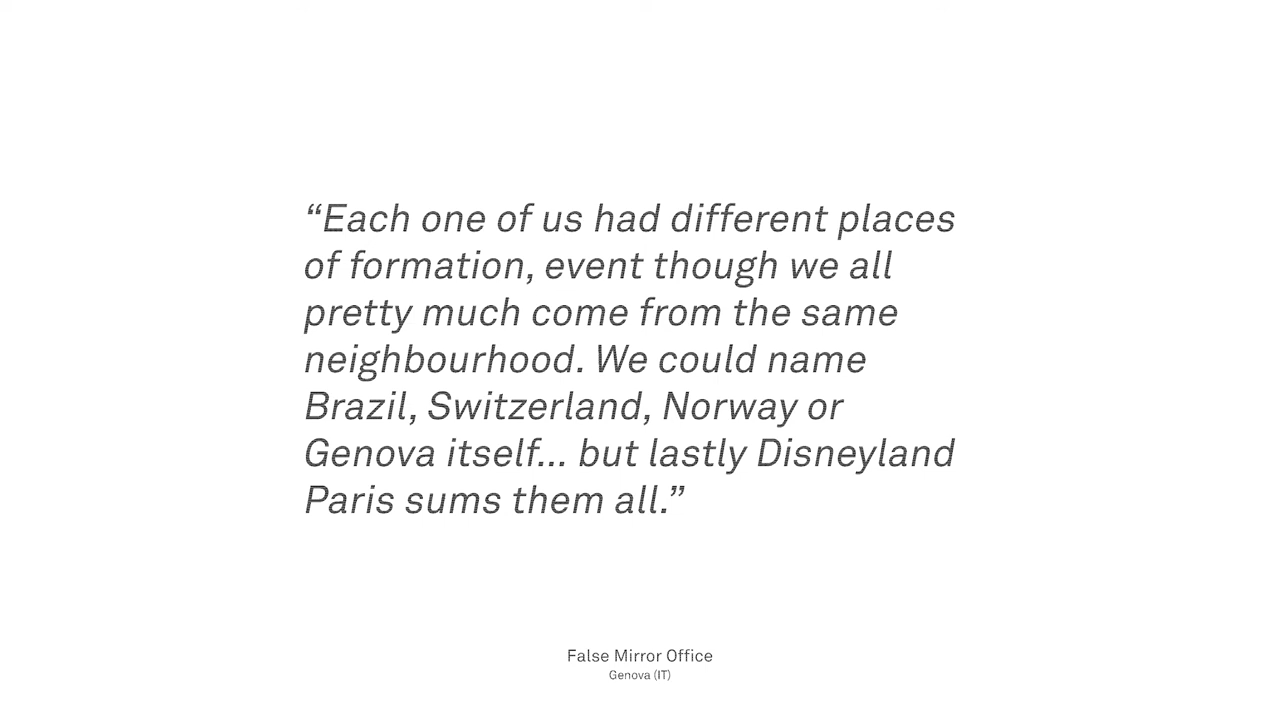 “Each one of us had different places
of formation, event though we all
pretty much come from the same
neighbourhood. We could name
Brazil, Switzerland, Norway or
Genova itself... but lastly Disneyland
Paris sums them all.”
False Mirror Office
Genova (IT)